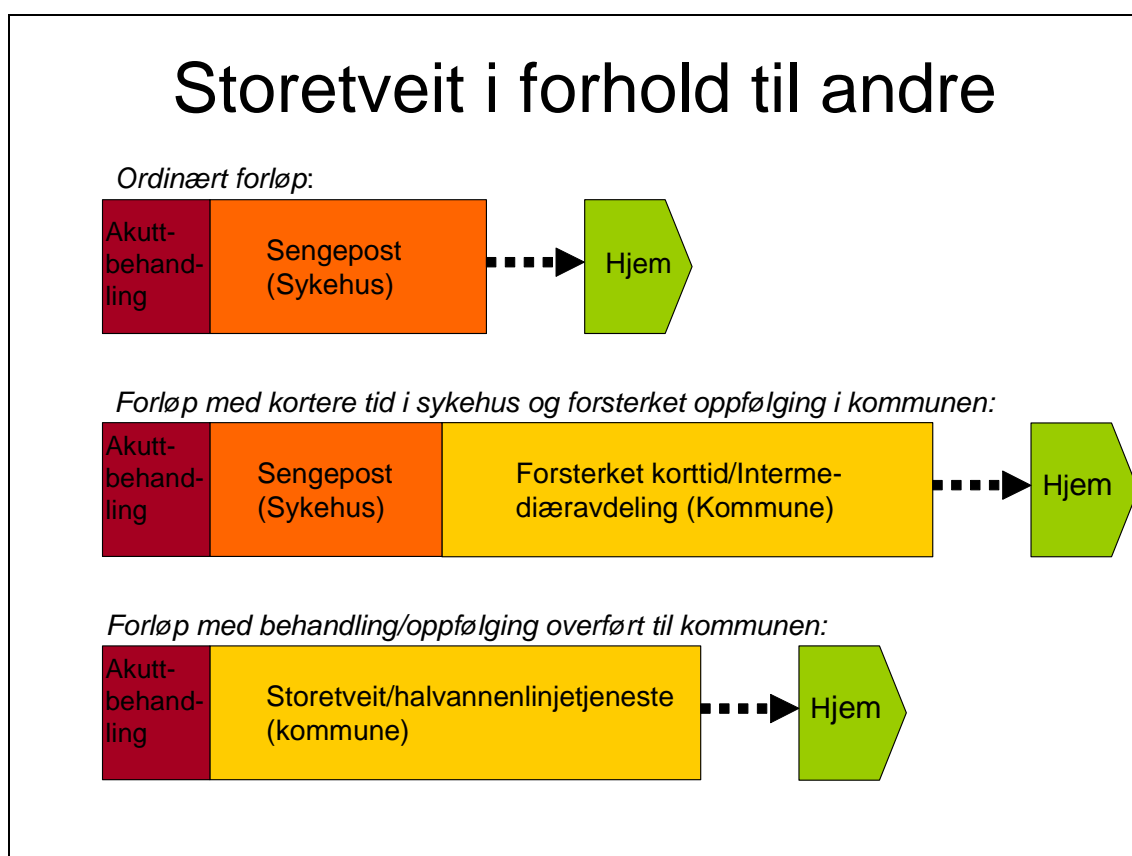 Storetveit i forhold til andre
Ordinært forløp:
Akutt-
behand-
ling
Sengepost
(Sykehus)
Hjem
Forløp med kortere tid i sykehus og forsterket oppfølging i kommunen:
Akutt-
behand-
ling
Sengepost
(Sykehus)
Forsterket korttid/Interme-
diæravdeling (Kommune)
Hjem
Forløp med behandling/oppfølging overført til kommunen:
Akutt-
behand-
ling
Storetveit/halvannenlinjetjeneste
(kommune)
Hjem